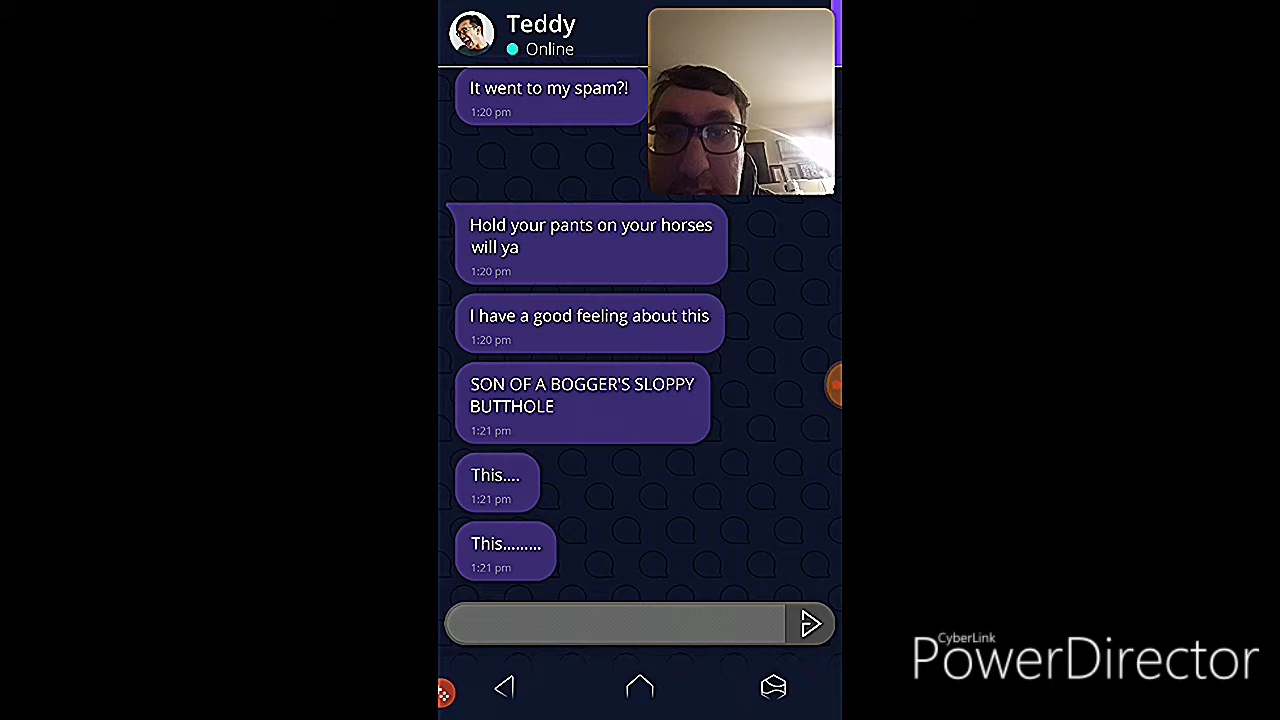 Teddy
Online
It went to my spam?!
1:20 pm
Hold your pants on your horses
will ya
1:20 pm
I have a good feeling about this
1:20 pm
SON OF A BOGGER'S SLOPPY
BUTTHOLE
1:21 pm
This....
1:21 pm
This.........
1:21 pm
CyberLink
PowerDirector